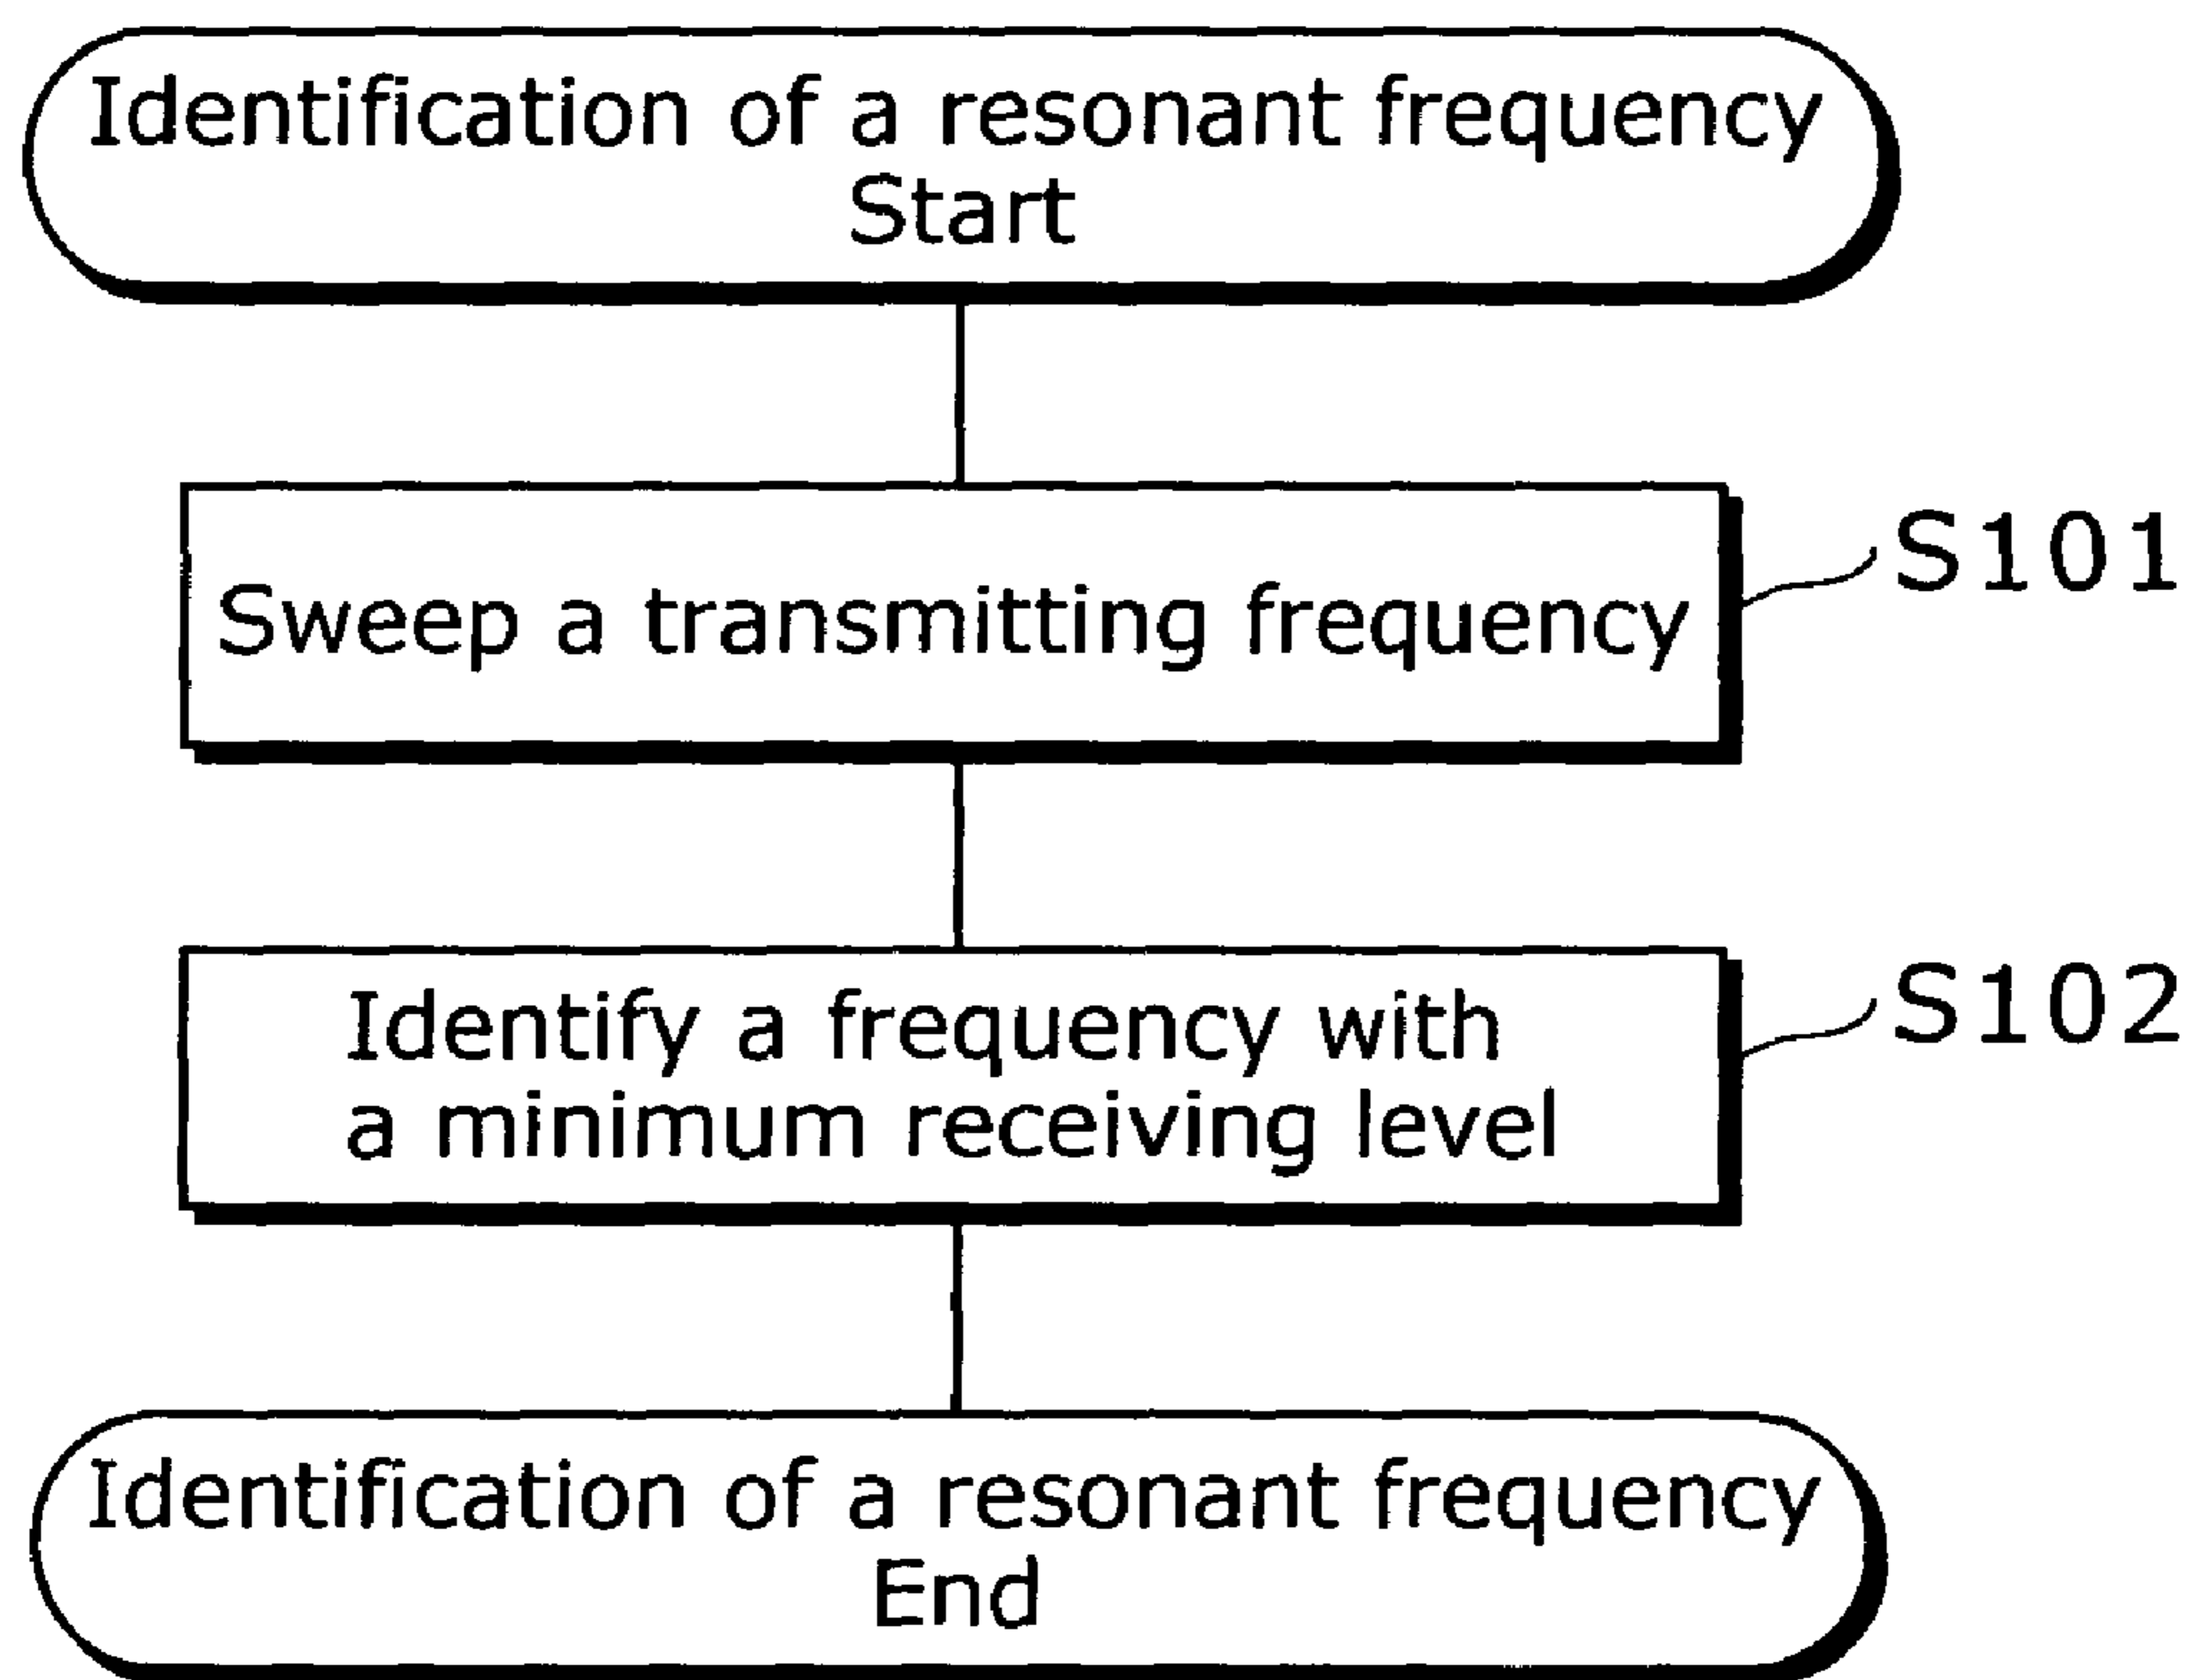 Identification of a resonant frequency
Start
Sweep a transmitting frequency
S101
Identify a frequency with
a minimum receiving level
S102
Identification of a resonant frequency
End